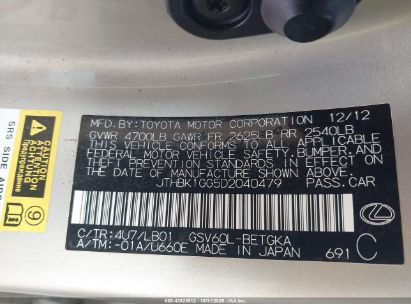 MFD.BY:TOYOTA MOTOR CORPORATION 12/12
GVWR 4700LB GAWR FR 2625LB RR 2540LB
THIS VEHICLE CONFORMS TO ALL APPLICABLE
FEDERAL MOTOR VEHICLE SAFETY, BUMPER, AND
THEFT PREVENTION STANDARDS IN EFFECT ON
THE DATE OF MANUFACTURE SHOWN ABOVE.
JTHBK1GG5D2040479 PASS.CAR
C/TR:4U7/LB01 GSV60L-BETGKA
A/TM:-01A/U660E MADE IN JAPAN 691 C
SRS SIDE AIRB
CAUTION